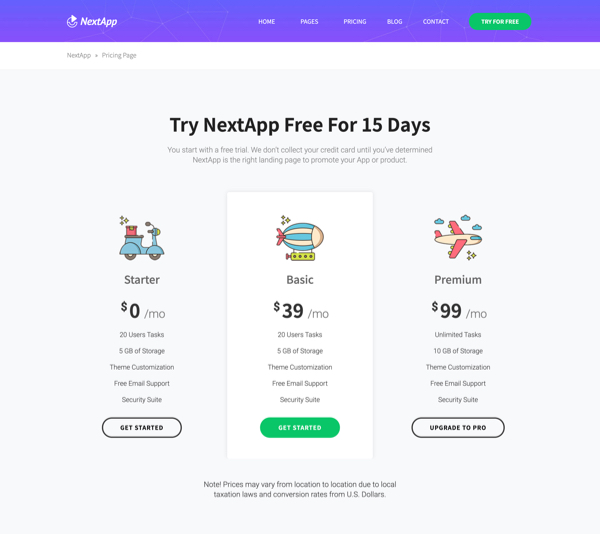 NextApp
HOME PAGES PRICING BLOG CONTACT TRY FOR FREE
NextApp » Pricing Page
Try NextApp Free For 15 Days
You start with a free trial. We don't collect your credit card until you've determined
NextApp is the right landing page to promote your App or product.
Starter
$0 /mo
20 Users Tasks
5 GB of Storage
Theme Customization
Free Email Support
Security Suite
GET STARTED
Basic
$39 /mo
20 Users Tasks
5 GB of Storage
Theme Customization
Free Email Support
Security Suite
GET STARTED
Premium
$99 /mo
Unlimited Tasks
10 GB of Storage
Theme Customization
Free Email Support
Security Suite
UPGRADE TO PRO
Note! Prices may vary from location to location due to local
taxation laws and conversion rates from U.S. Dollars.